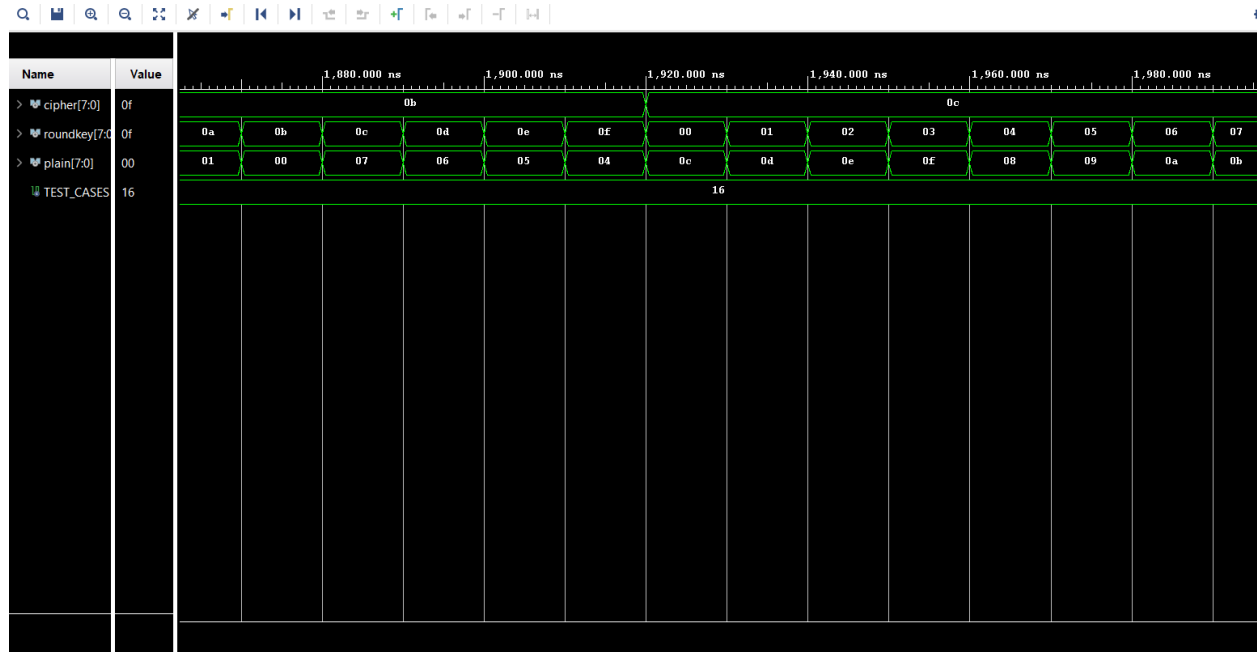 1,880.000 ns 1,900.000 ns 1,920.000 ns 1,940.000 ns 1,960.000 ns 1,980.000 ns
Name Value
cipher[7:0] 0f 0b 0c
roundkey[7:0 0f 0a 0b 0c 0d 0e 0f 00 01 02 03 04 05 06 07
plain[7:0] 00 01 00 07 06 05 04 0c 0d 0e 0f 08 09 0a 0b
TEST_CASES 16 16